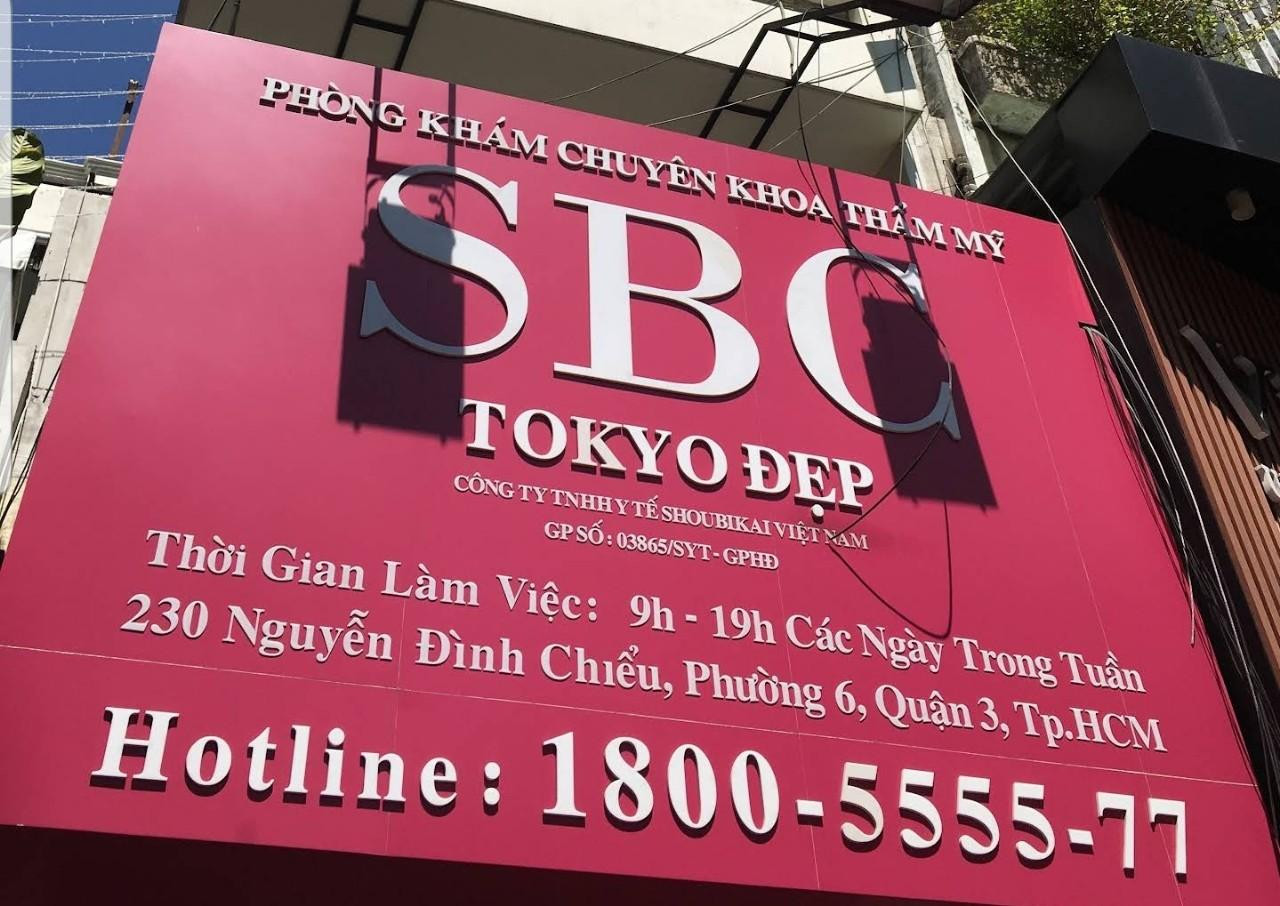 PHÒNG KHÁM CHUYÊN KHOA THẨM MỸ
SBC
TOKYO ĐẸP
CÔNG TY TNHH Y TẾ SHOUBIKAI VIỆT NAM
GP SỐ : 03865/SYT - GPHĐ
Thời Gian Làm Việc: 9h - 19h Các Ngày Trong Tuần
230 Nguyễn Đình Chiểu, Phường 6, Quận 3, Tp.HCM
Hotline : 1800-5555-77